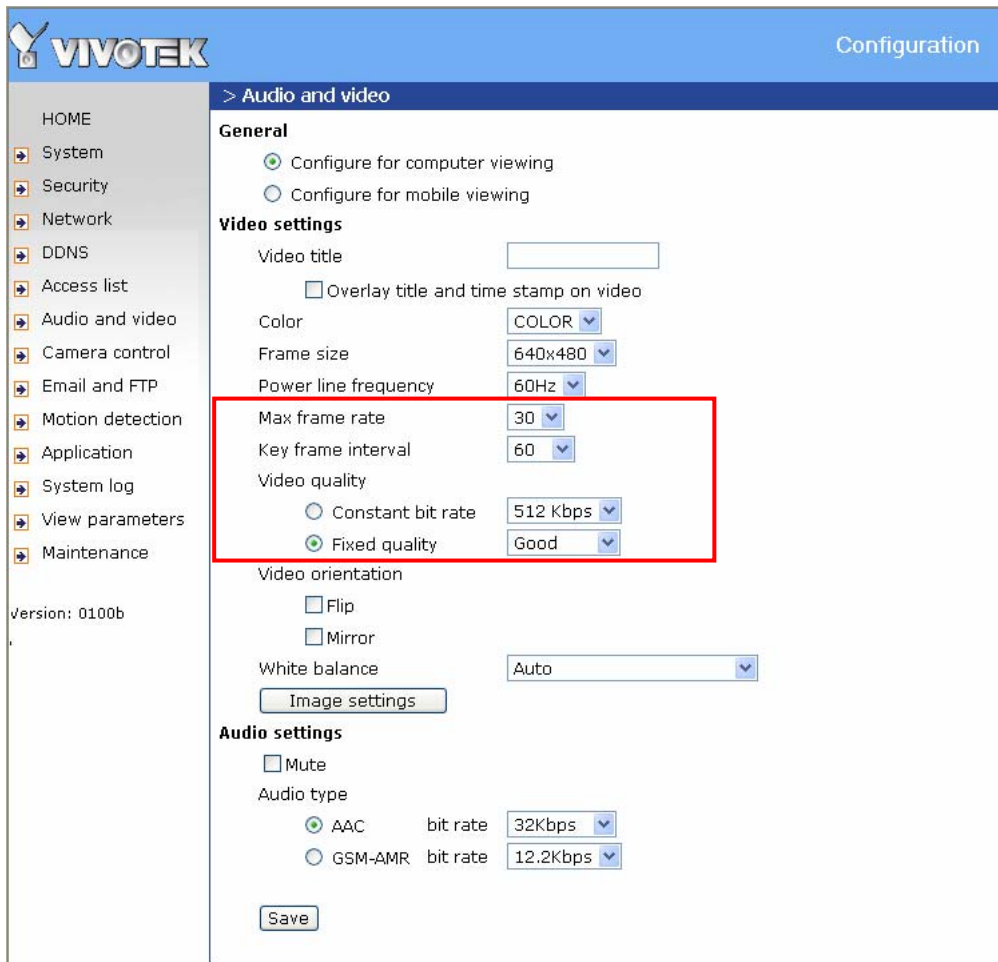 VIVOTEK
Configuration
HOME
System
Security
Network
DDNS
Access list
Audio and video
Camera control
Email and FTP
Motion detection
Application
System log
View parameters
Maintenance
Version: 0100b
> Audio and video
General
Configure for computer viewing
Configure for mobile viewing
Video settings
Video title
Overlay title and time stamp on video
Color COLOR
Frame size 640x480
Power line frequency 60Hz
Max frame rate 30
Key frame interval 60
Video quality
Constant bit rate 512 Kbps
Fixed quality Good
Video orientation
Flip
Mirror
White balance Auto
Image settings
Audio settings
Mute
Audio type
AAC bit rate 32Kbps
GSM-AMR bit rate 12.2Kbps
Save